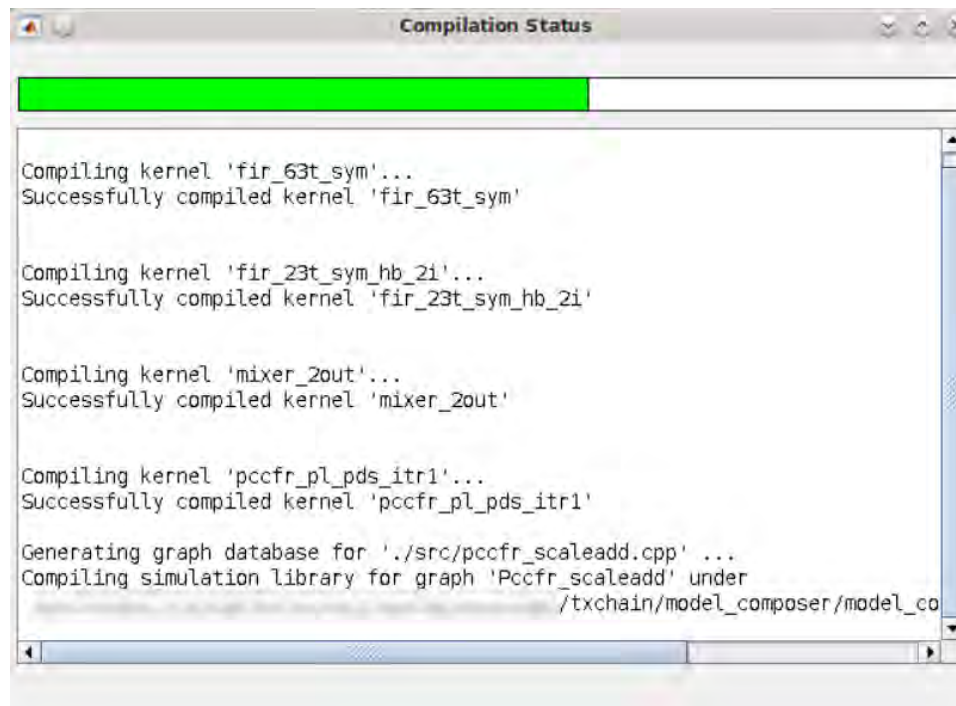 Compilation Status
Compiling kernel 'fir_63t_sym'...
Successfully compiled kernel 'fir_63t_sym'
Compiling kernel 'fir_23t_sym_hb_2i'...
Successfully compiled kernel 'fir_23t_sym_hb_2i'
Compiling kernel 'mixer_2out'...
Successfully compiled kernel 'mixer_2out'
Compiling kernel 'pccfr_pl_pds_itr1'...
Successfully compiled kernel 'pccfr_pl_pds_itr1'
Generating graph database for './src/pccfr_scaleadd.cpp' ...
Compiling simulation library for graph 'Pccfr_scaleadd' under
/txchain/model_composer/model_co